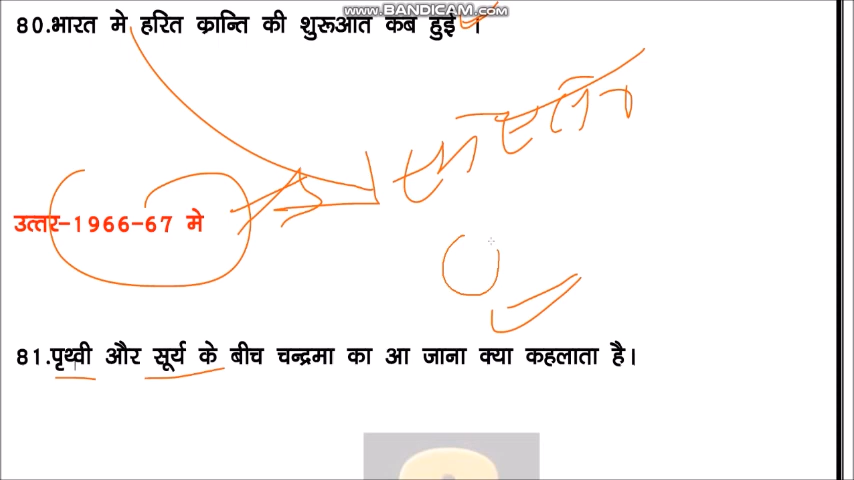 www.BANDICAM.com
80.भारत मे हरित क्रान्ति की शुरूआत कब हुई ।
उत्तर-1966-67 मे
81.पृथ्वी और सूर्य के बीच चन्द्रमा का आ जाना क्या कहलाता है।